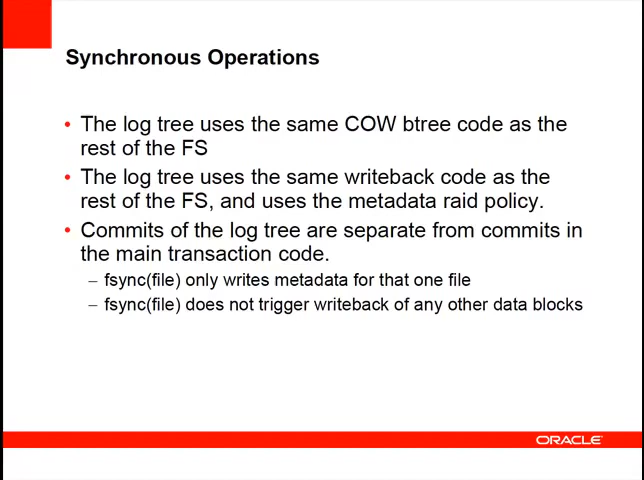 Synchronous Operations
• The log tree uses the same COW btree code as the
rest of the FS
• The log tree uses the same writeback code as the
rest of the FS, and uses the metadata raid policy.
• Commits of the log tree are separate from commits in
the main transaction code.
– fsync(file) only writes metadata for that one file
– fsync(file) does not trigger writeback of any other data blocks
ORACLE